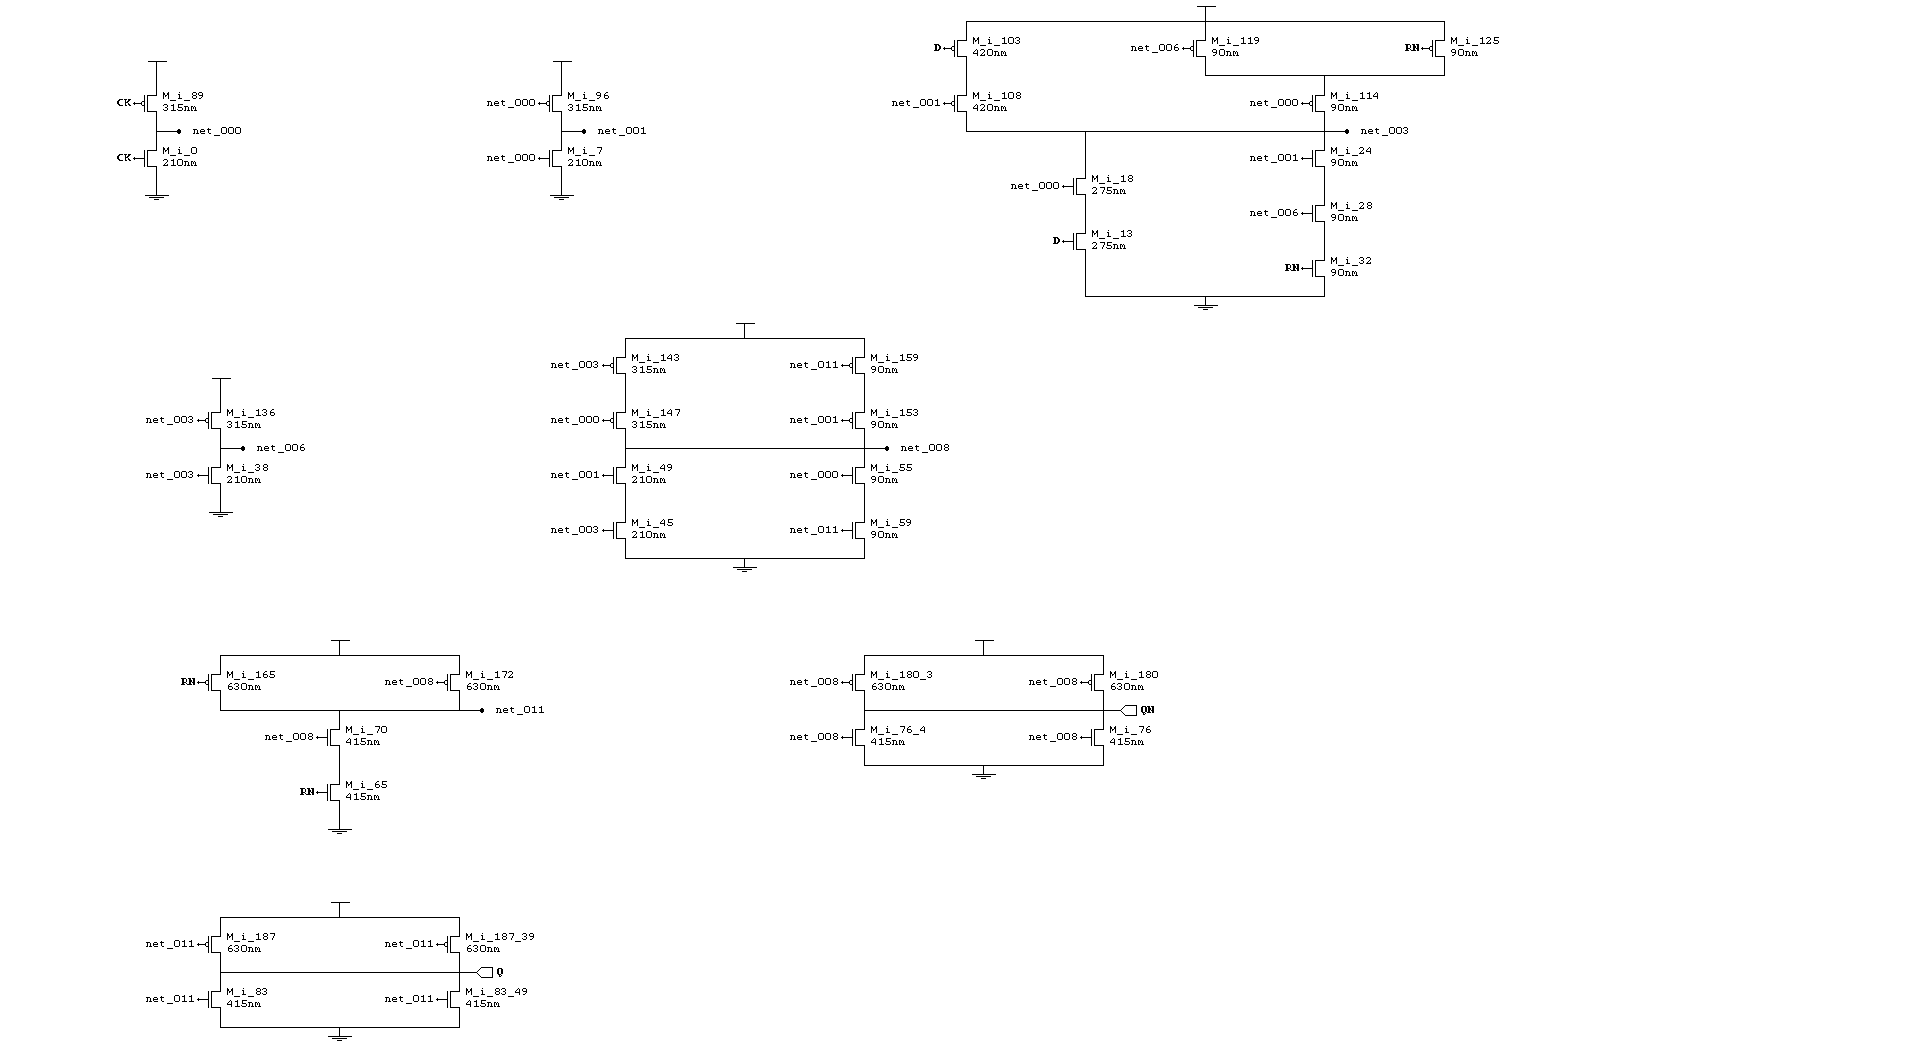 D M_i_103
420nm
net_006 M_i_119
90nm
RN M_i_125
90nm
CK M_i_89
315nm
net_000 M_i_96
315nm
net_001 M_i_108
420nm
net_000 M_i_114
90nm
net_000
net_001
net_003
CK M_i_0
210nm
net_000 M_i_7
210nm
net_001 M_i_24
90nm
net_000 M_i_18
275nm
net_006 M_i_28
90nm
D M_i_13
275nm
RN M_i_32
90nm
net_003 M_i_143
315nm
net_011 M_i_159
90nm
net_003 M_i_136
315nm
net_000 M_i_147
315nm
net_001 M_i_153
90nm
net_006
net_008
net_003 M_i_38
210nm
net_001 M_i_49
210nm
net_000 M_i_55
90nm
net_003 M_i_45
210nm
net_011 M_i_59
90nm
RN M_i_165
630nm
net_008 M_i_172
630nm
net_008 M_i_180_3
630nm
net_008 M_i_180
630nm
net_011
QN
net_008 M_i_70
415nm
net_008 M_i_76_4
415nm
net_008 M_i_76
415nm
RN M_i_65
415nm
net_011 M_i_187
630nm
net_011 M_i_187_39
630nm
Q
net_011 M_i_83
415nm
net_011 M_i_83_49
415nm